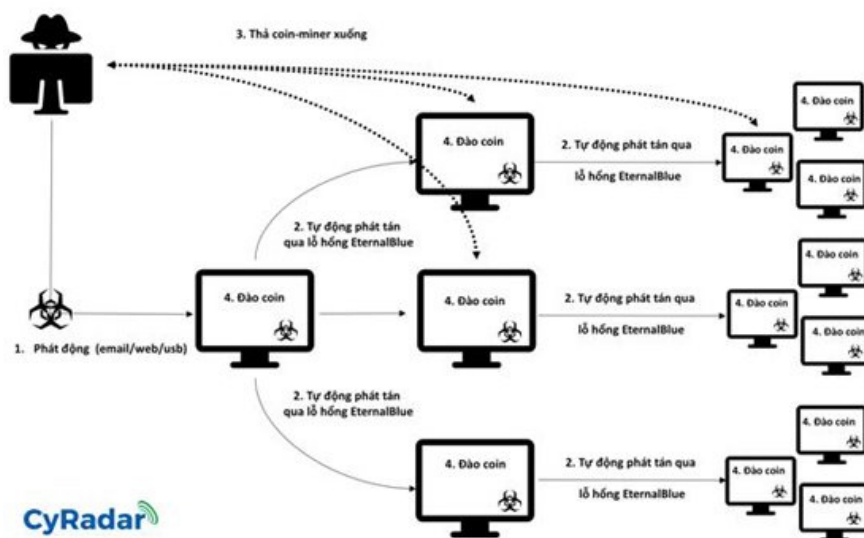 3. Thả coin-miner xuống
4. Đào coin
4. Đào coin
2. Tự động phát tán qua
lỗ hổng EternalBlue
4. Đào coin
4. Đào coin
2. Tự động phát tán
qua lỗ hổng EternalBlue
4. Đào coin
4. Đào coin
4. Đào coin
2. Tự động phát tán qua
lỗ hổng EternalBlue
4. Đào coin
4. Đào coin
1. Phát động (email/web/usb)
2. Tự động phát tán
qua lỗ hổng EternalBlue
4. Đào coin
4. Đào coin
2. Tự động phát tán qua
lỗ hổng EternalBlue
4. Đào coin
4. Đào coin
CyRadar